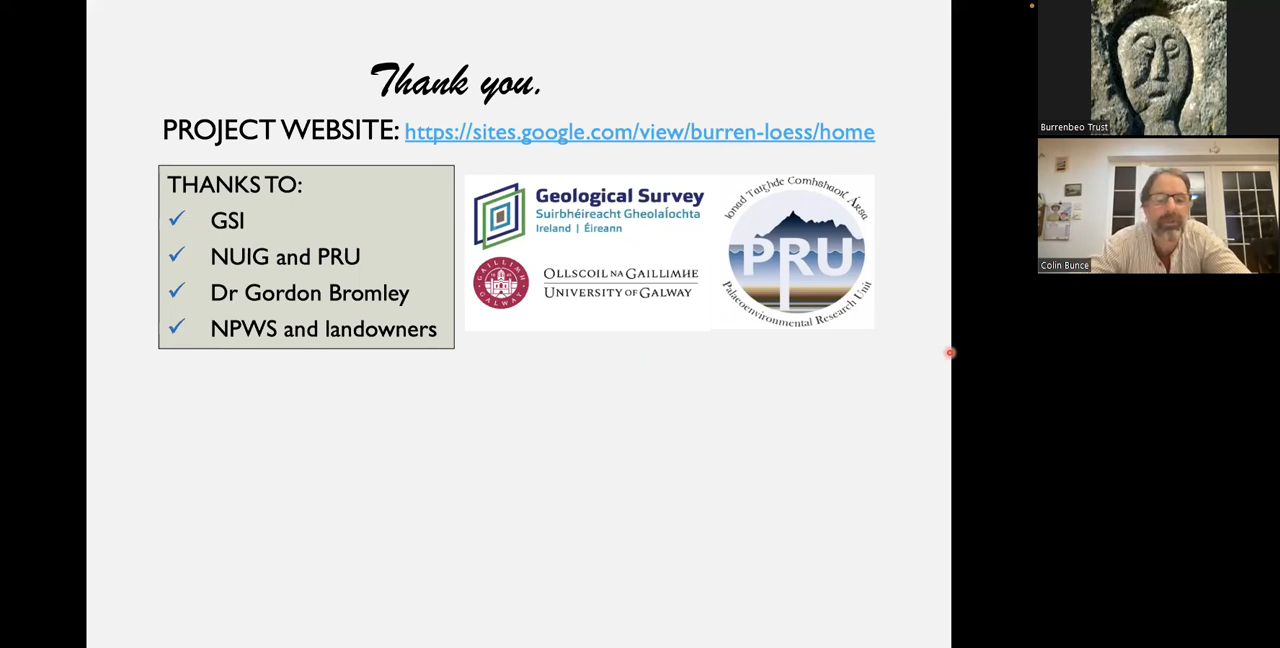 Thank you.
PROJECT WEBSITE: https://sites.google.com/view/burren-loess/home
THANKS TO:
GSI
NUIG and PRU
Dr Gordon Bromley
NPWS and landowners
Geological Survey
Suirbhéireacht Gheolaíochta
Ireland | Éireann
GAILLIMH
GALWAY
OLLSCOIL NA GAILLIMHE
UNIVERSITY OF GALWAY
Ionad Taighde Comhshaoil Ársa
PRU
Palaeoenvironmental Research Unit
Burrenbeo Trust
Colin Bunce